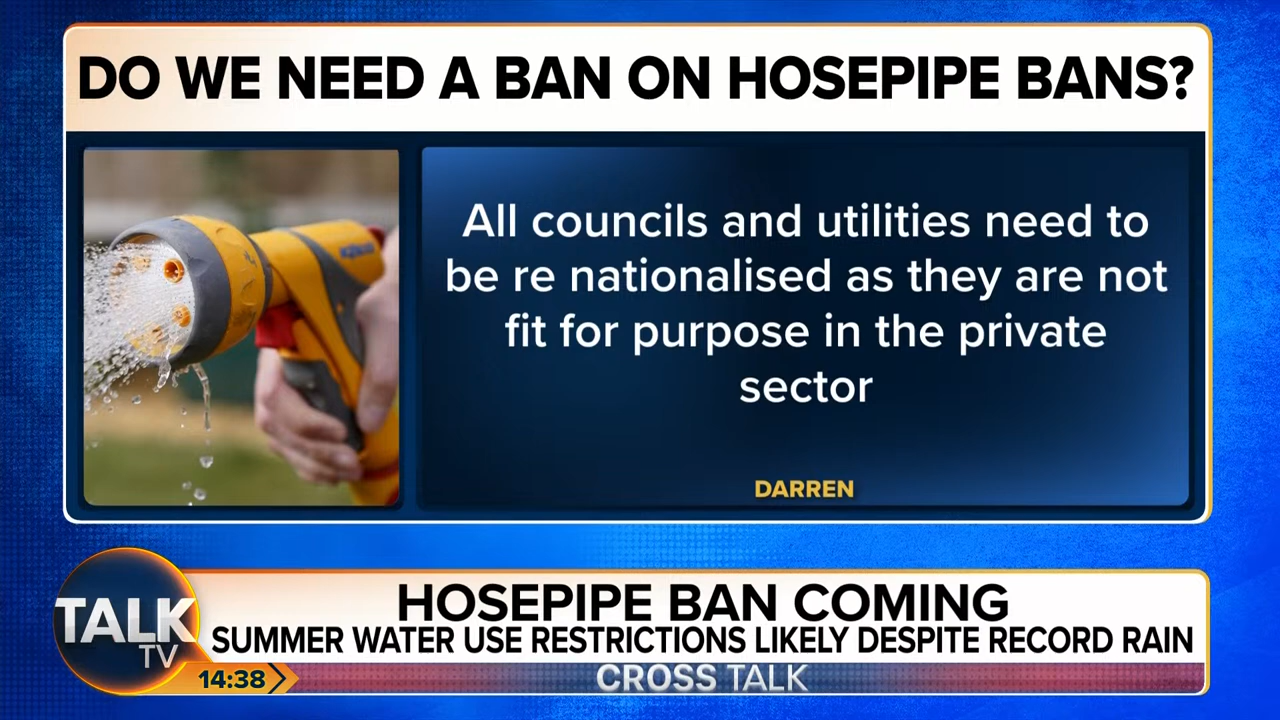 DO WE NEED A BAN ON HOSEPIPE BANS?
All councils and utilities need to
be re nationalised as they are not
fit for purpose in the private
sector
DARREN
HOSEPIPE BAN COMING
SUMMER WATER USE RESTRICTIONS LIKELY DESPITE RECORD RAIN
TALK
TV
14:38
CROSS TALK